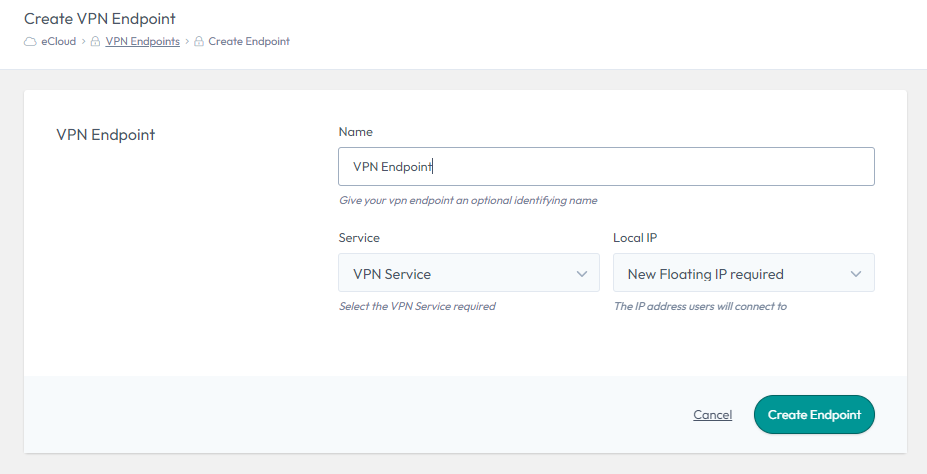 Create VPN Endpoint
eCloud > VPN Endpoints > Create Endpoint
VPN Endpoint
Name
VPN Endpoint
Give your vpn endpoint an optional identifying name
Service
Local IP
VPN Service
New Floating IP required
Select the VPN Service required
The IP address users will connect to
Cancel
Create Endpoint